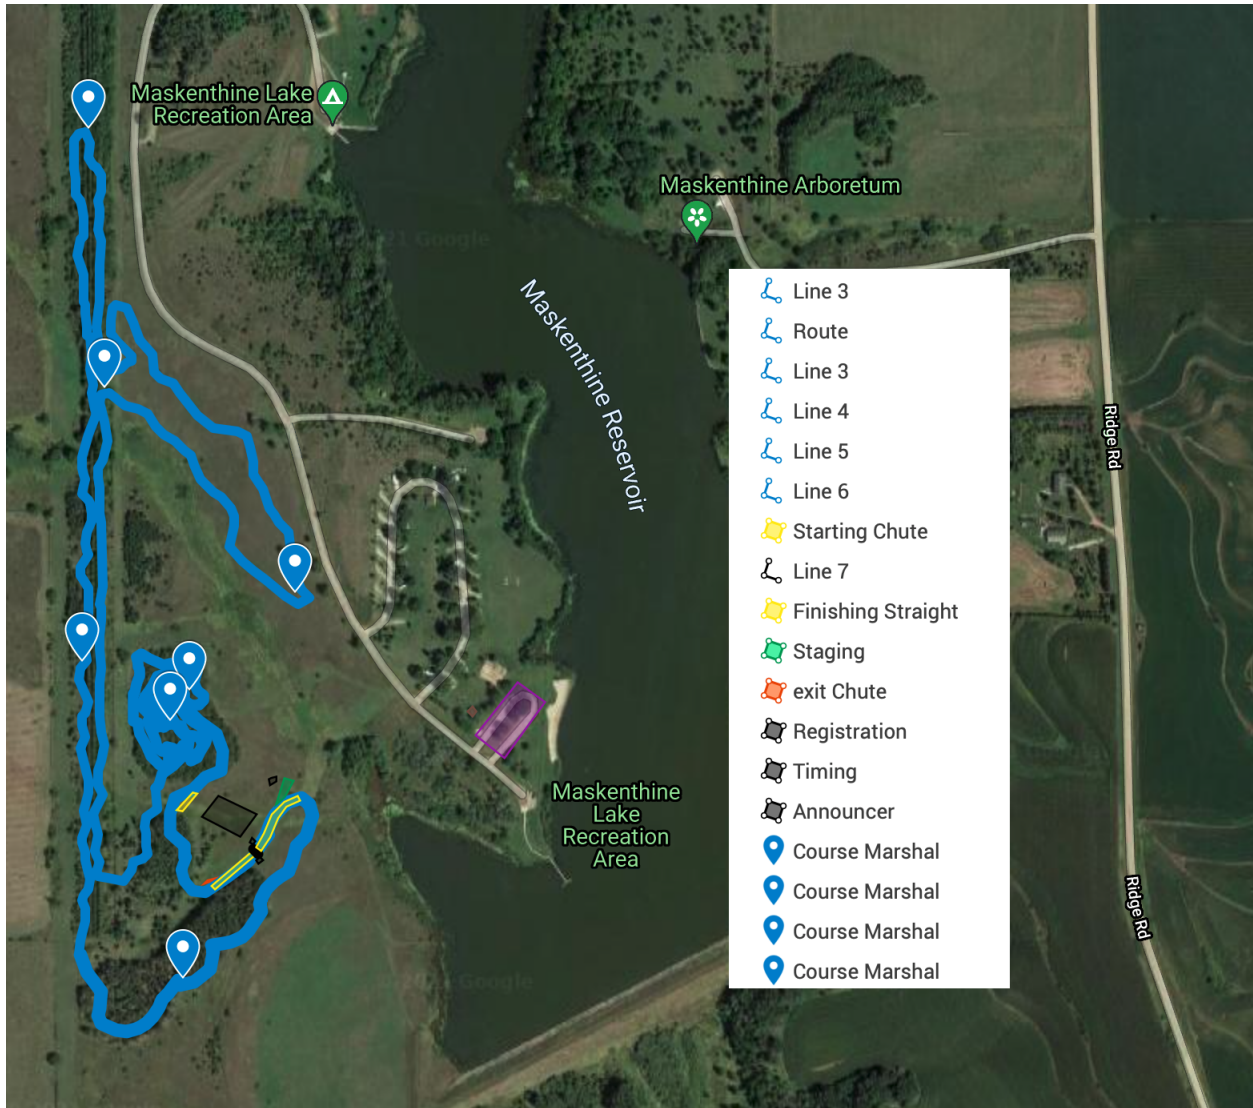 Maskenthine Lake
Recreation Area
Maskenthine Arboretum
Google
Maskenthine Reservoir
Line 3
Route
Line 3
Line 4
Line 5
Line 6
Starting Chute
Line 7
Finishing Straight
Staging
exit Chute
Registration
Timing
Announcer
Course Marshal
Course Marshal
Course Marshal
Course Marshal
Ridge Rd
Maskenthine
Lake
Recreation
Area
Ridge Rd
Google